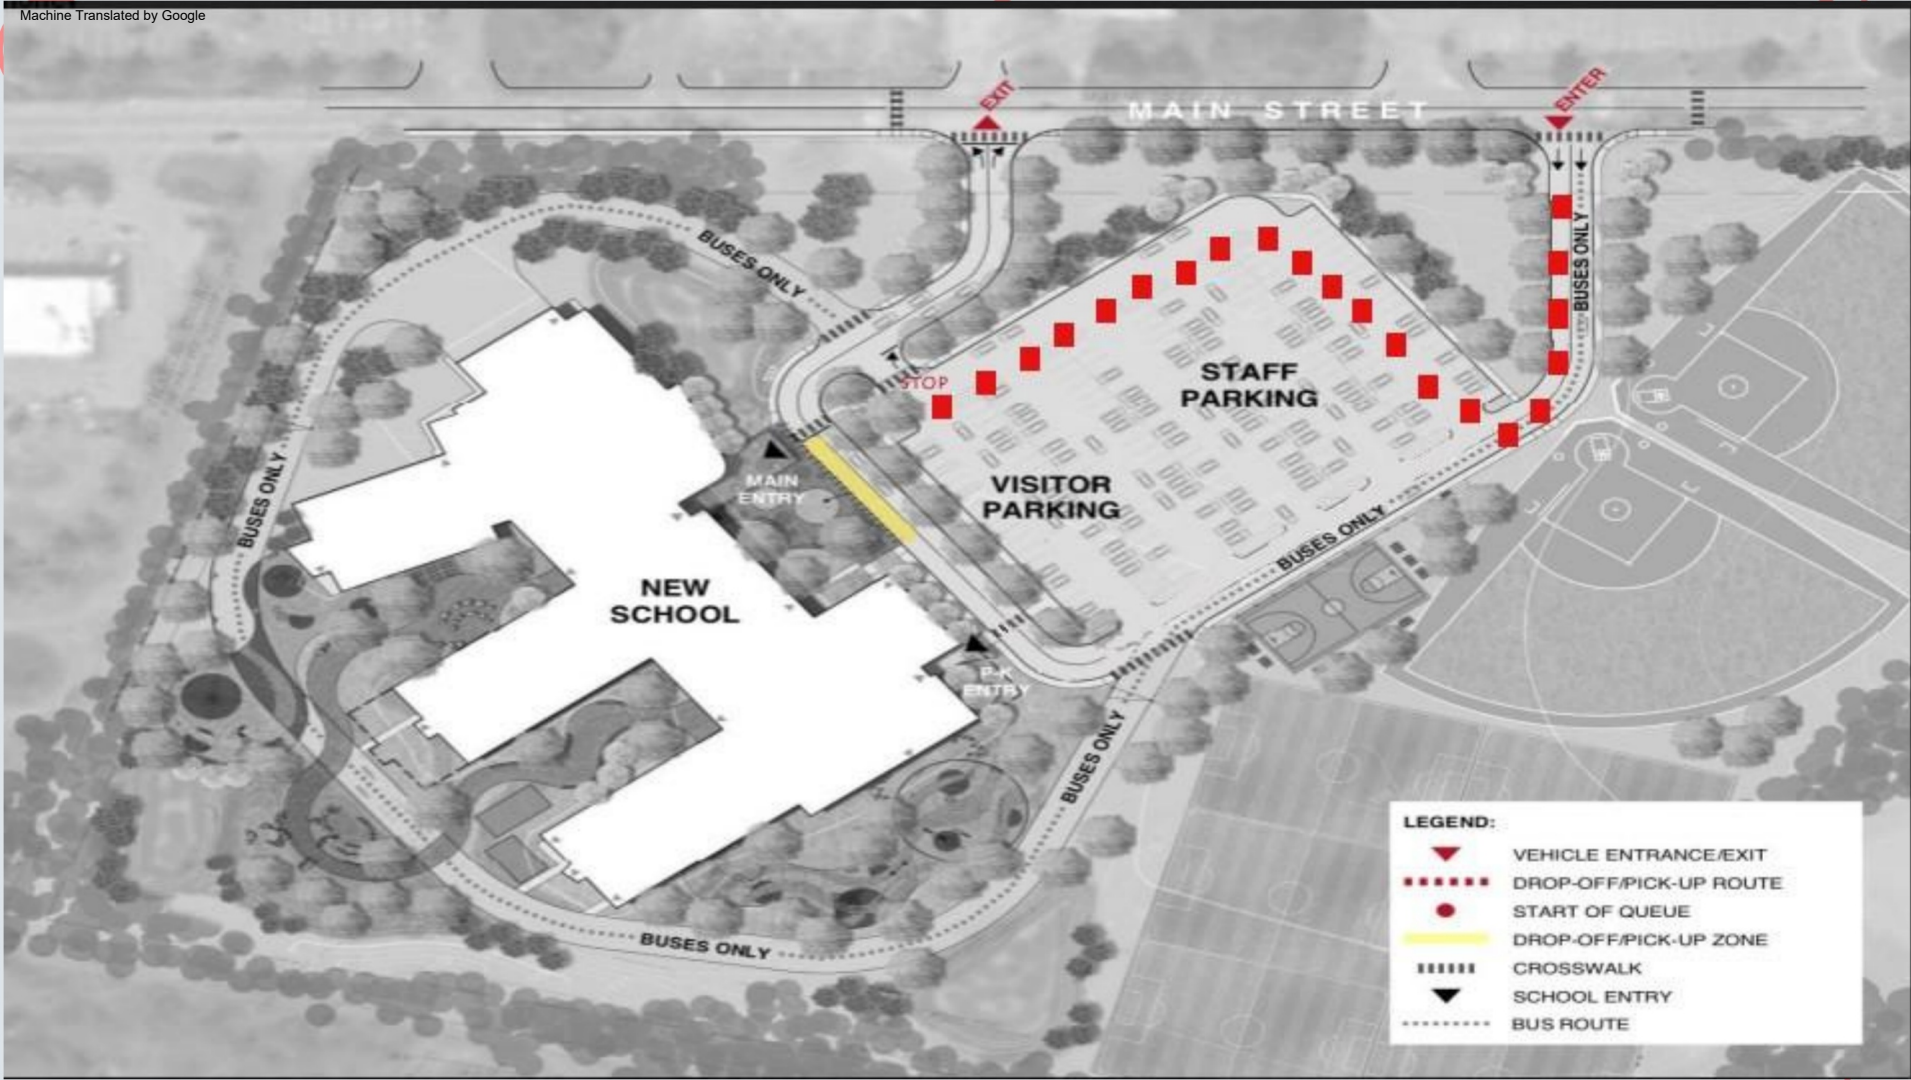 Machine Translated by Google
EXIT
MAIN STREET
ENTER
BUSES ONLY
BUSES ONLY
STOP
STAFF
PARKING
MAIN
ENTRY
VISITOR
PARKING
BUSES ONLY
BUSES ONLY
NEW
SCHOOL
P-K
ENTRY
BUSES ONLY
BUSES ONLY
LEGEND:
VEHICLE ENTRANCE/EXIT
DROP-OFF/PICK-UP ROUTE
START OF QUEUE
DROP-OFF/PICK-UP ZONE
CROSSWALK
SCHOOL ENTRY
BUS ROUTE